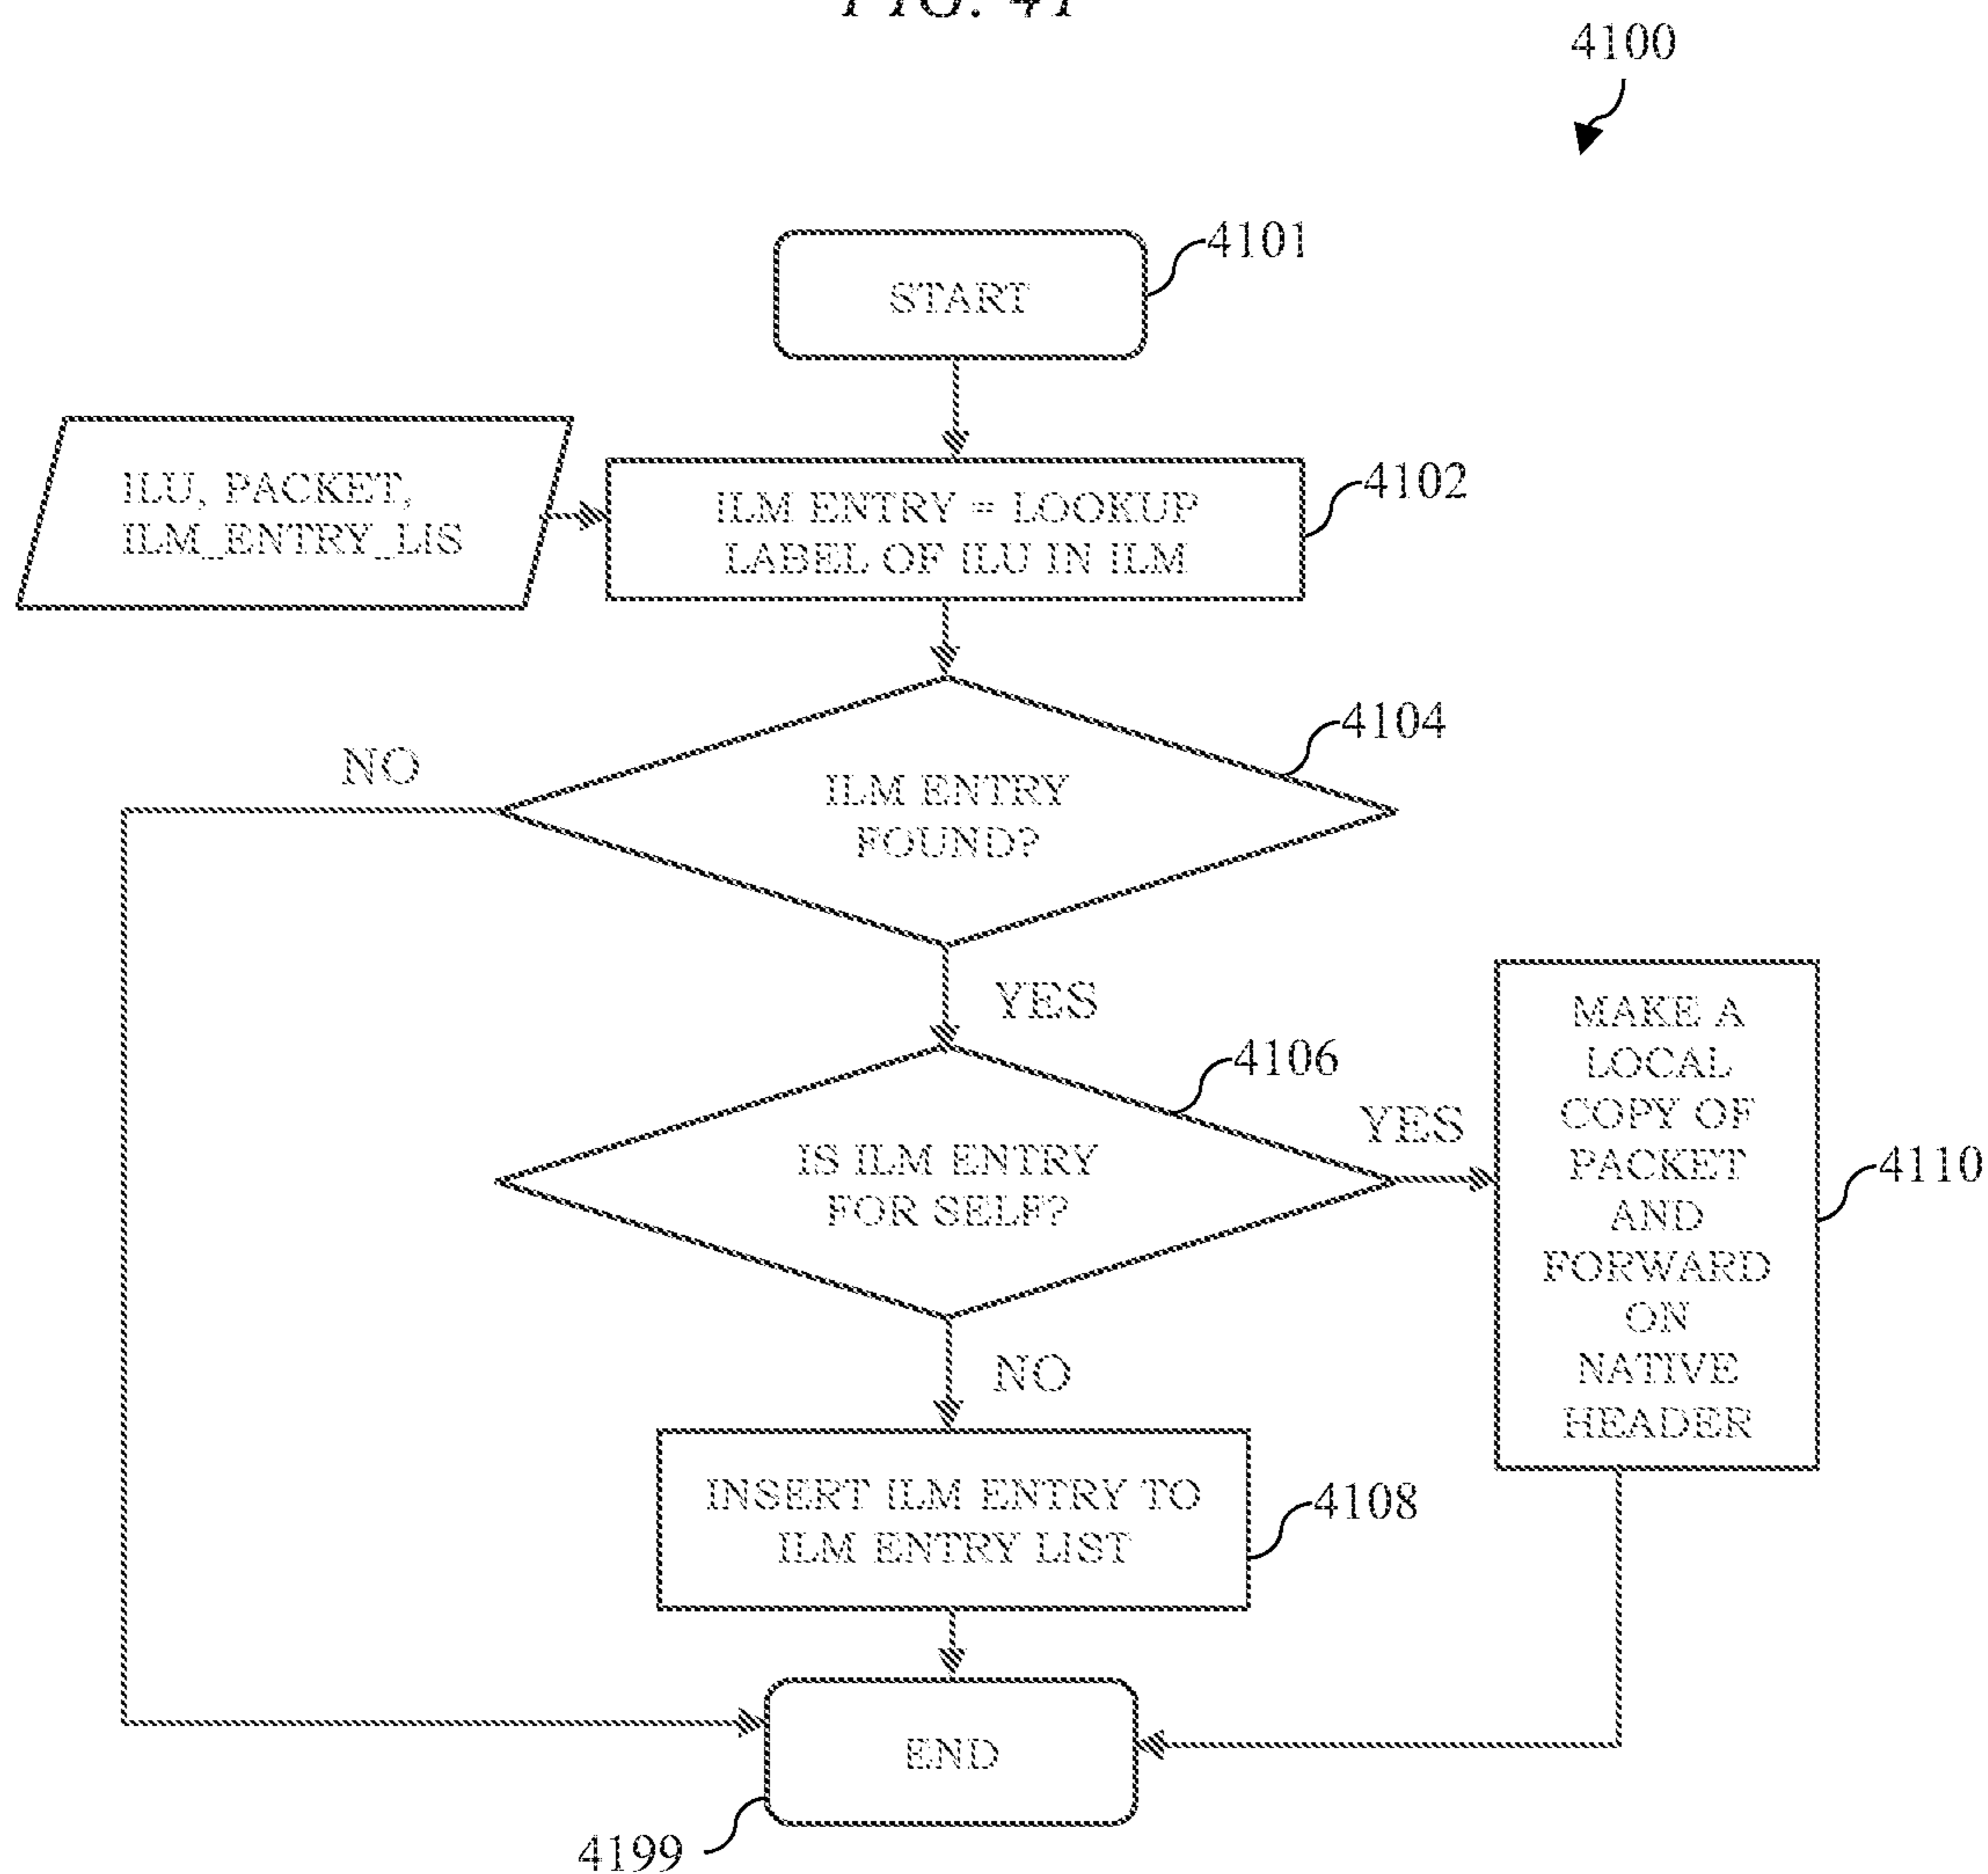 FIG. 41
4100
START
4101
ILU, PACKET,
ILM_ENTRY_LIS
ILM ENTRY = LOOKUP
LABEL OF ILU IN ILM
4102
NO
ILM ENTRY
FOUND?
4104
YES
IS ILM ENTRY
FOR SELF?
4106
YES
MAKE A
LOCAL
COPY OF
PACKET
AND
FORWARD
ON
NATIVE
HEADER
4110
NO
INSERT ILM ENTRY TO
ILM ENTRY LIST
4108
END
4199